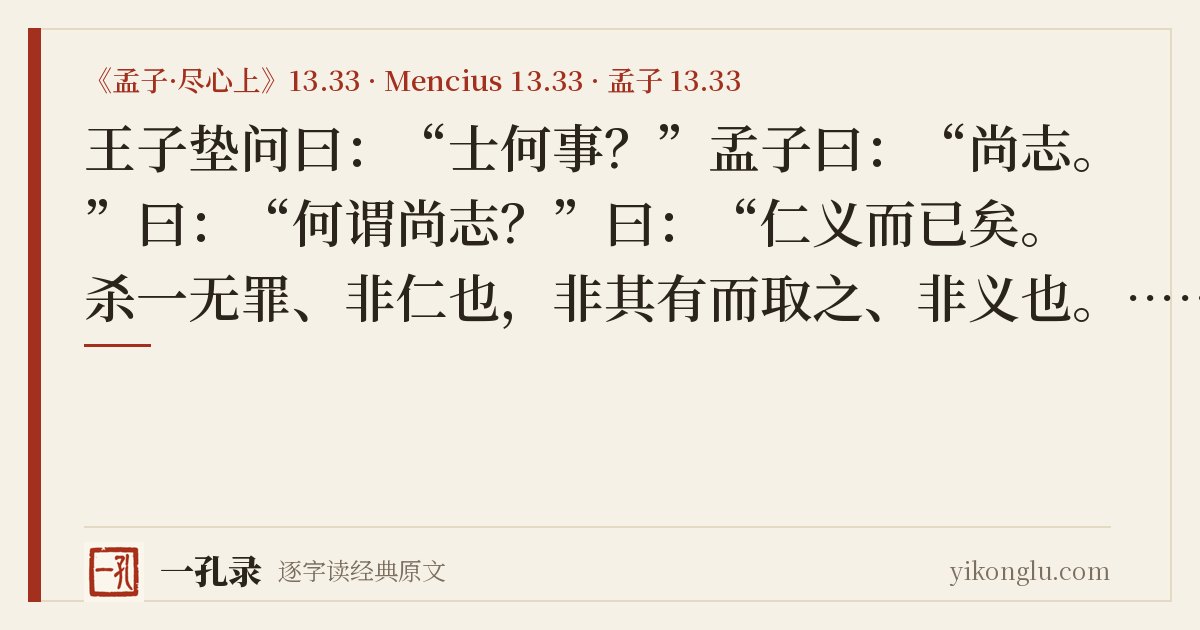 《孟子·尽心上》13.33 · Mencius 13.33 · 孟子 13.33
王子垫问曰：“士何事？”孟子曰：“尚志。
”曰：“何谓尚志？”曰：“仁义而已矣。
杀一无罪、非仁也，非其有而取之、非义也。……
一孔
一孔录 逐字读经典原文 yikonglu.com